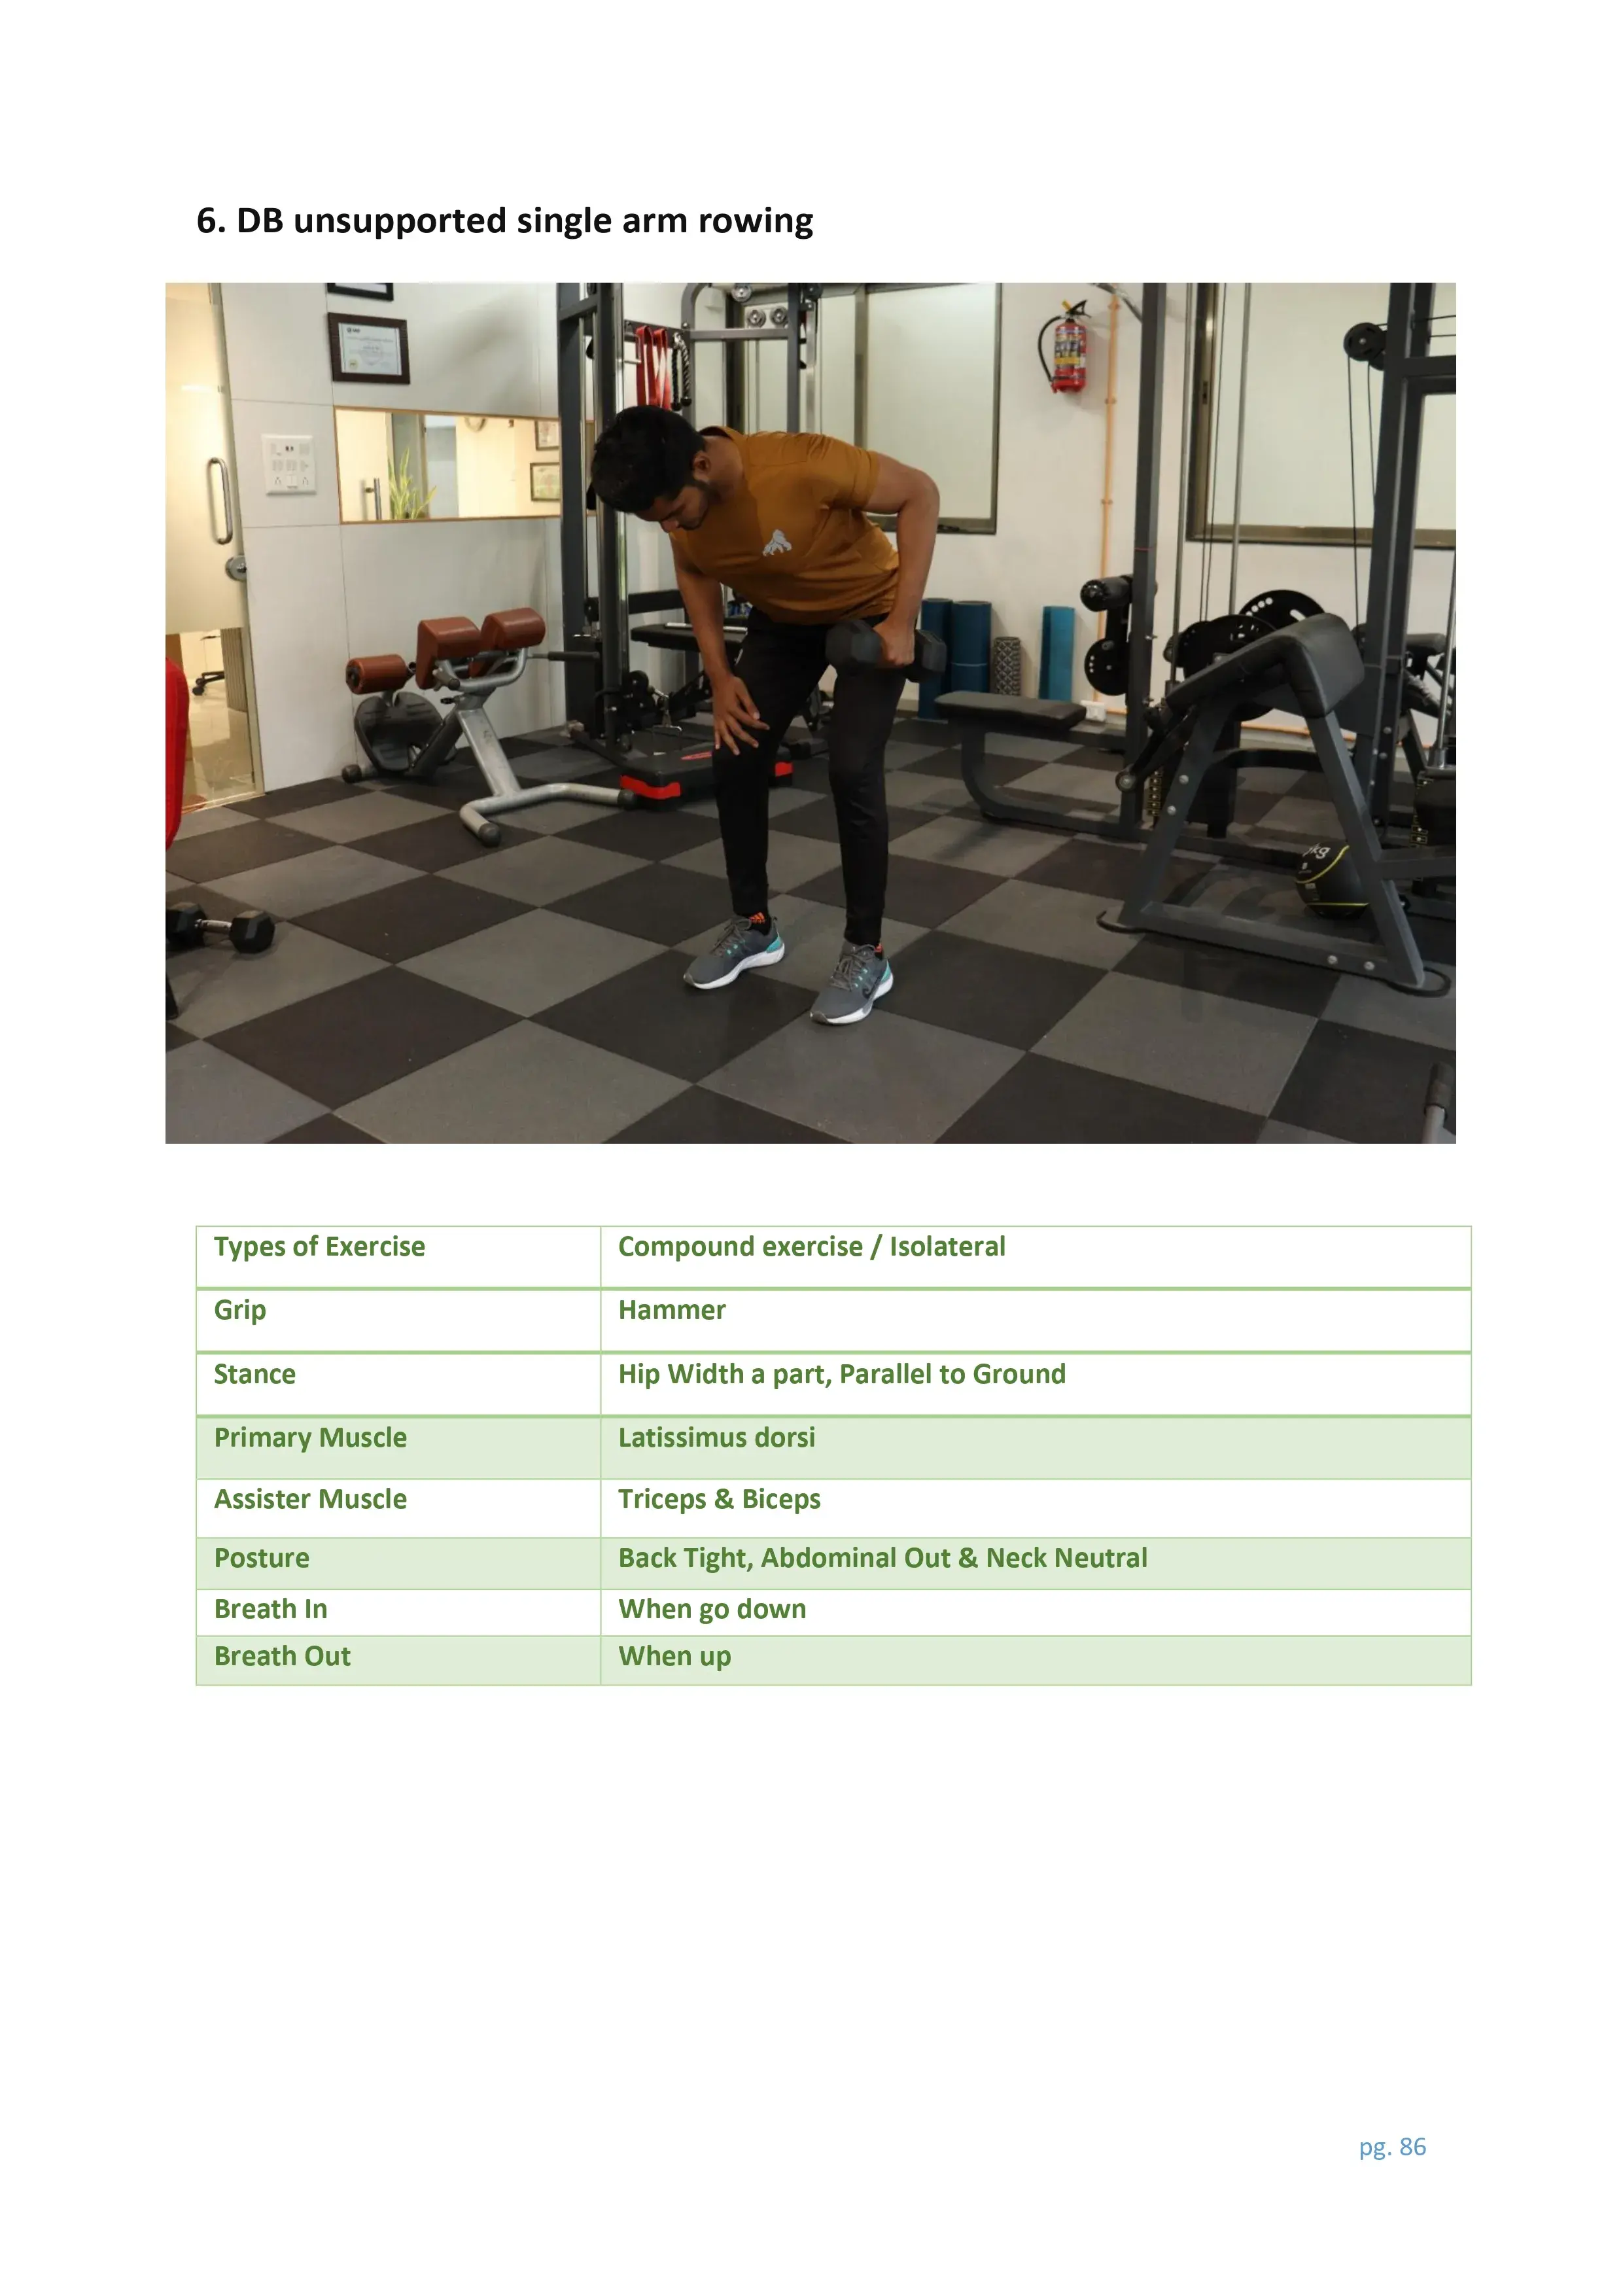 6. DB unsupported single arm rowing
kg
Types of Exercise Compound exercise / Isolateral
Grip Hammer
Stance Hip Width a part, Parallel to Ground
Primary Muscle Latissimus dorsi
Assister Muscle Triceps & Biceps
Posture Back Tight, Abdominal Out & Neck Neutral
Breath In When go down
Breath Out When up
pg. 86